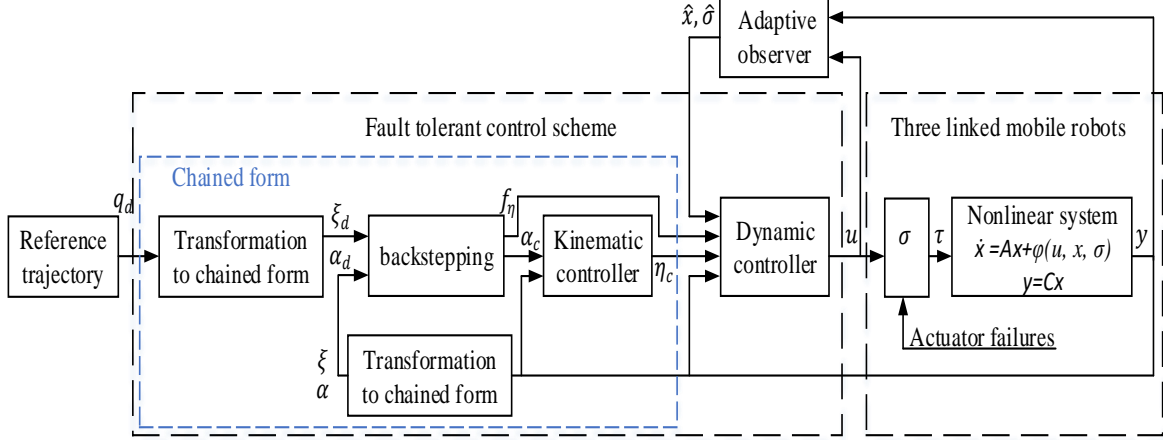 x̂, σ̂
Adaptive
observer
Fault tolerant control scheme
Three linked mobile robots
Chained form
q_d
Reference
trajectory
Transformation
to chained form
ξ_d
α_d
backstepping
f_η
α_c
Kinematic
controller
η_c
Dynamic
controller
u
σ
τ
Nonlinear system
ẋ =Ax+φ(u, x, σ)
y=Cx
y
Actuator failures
ξ
α
Transformation
to chained form